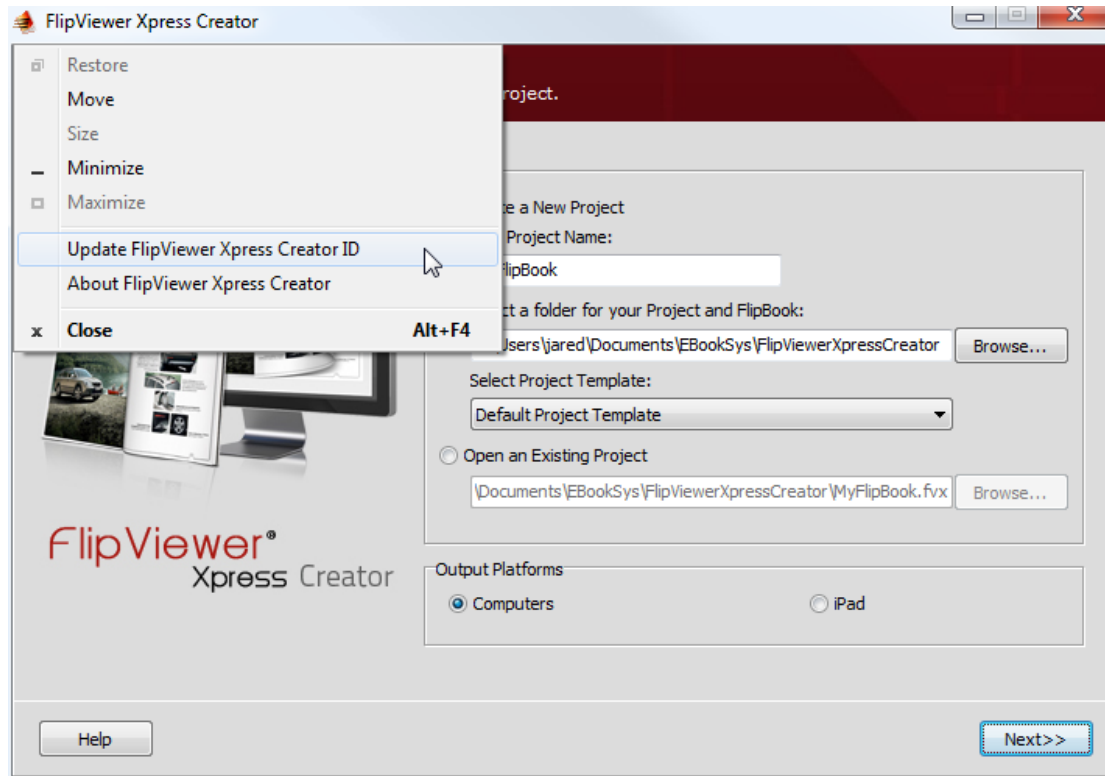 FlipViewer Xpress Creator
Restore
Move
Size
Minimize
Maximize
Update FlipViewer Xpress Creator ID
About FlipViewer Xpress Creator
x Close Alt+F4
roject.
e a New Project
Project Name:
lipBook
ct a folder for your Project and FlipBook:
sers\jared\Documents\EBookSys\FlipViewerXpressCreator
Browse...
Select Project Template:
Default Project Template
Open an Existing Project
\Documents\EBookSys\FlipViewerXpressCreator\MyFlipBook.fvx
Browse...
FlipViewer®
Xpress Creator
Output Platforms
Computers
iPad
Help
Next>>